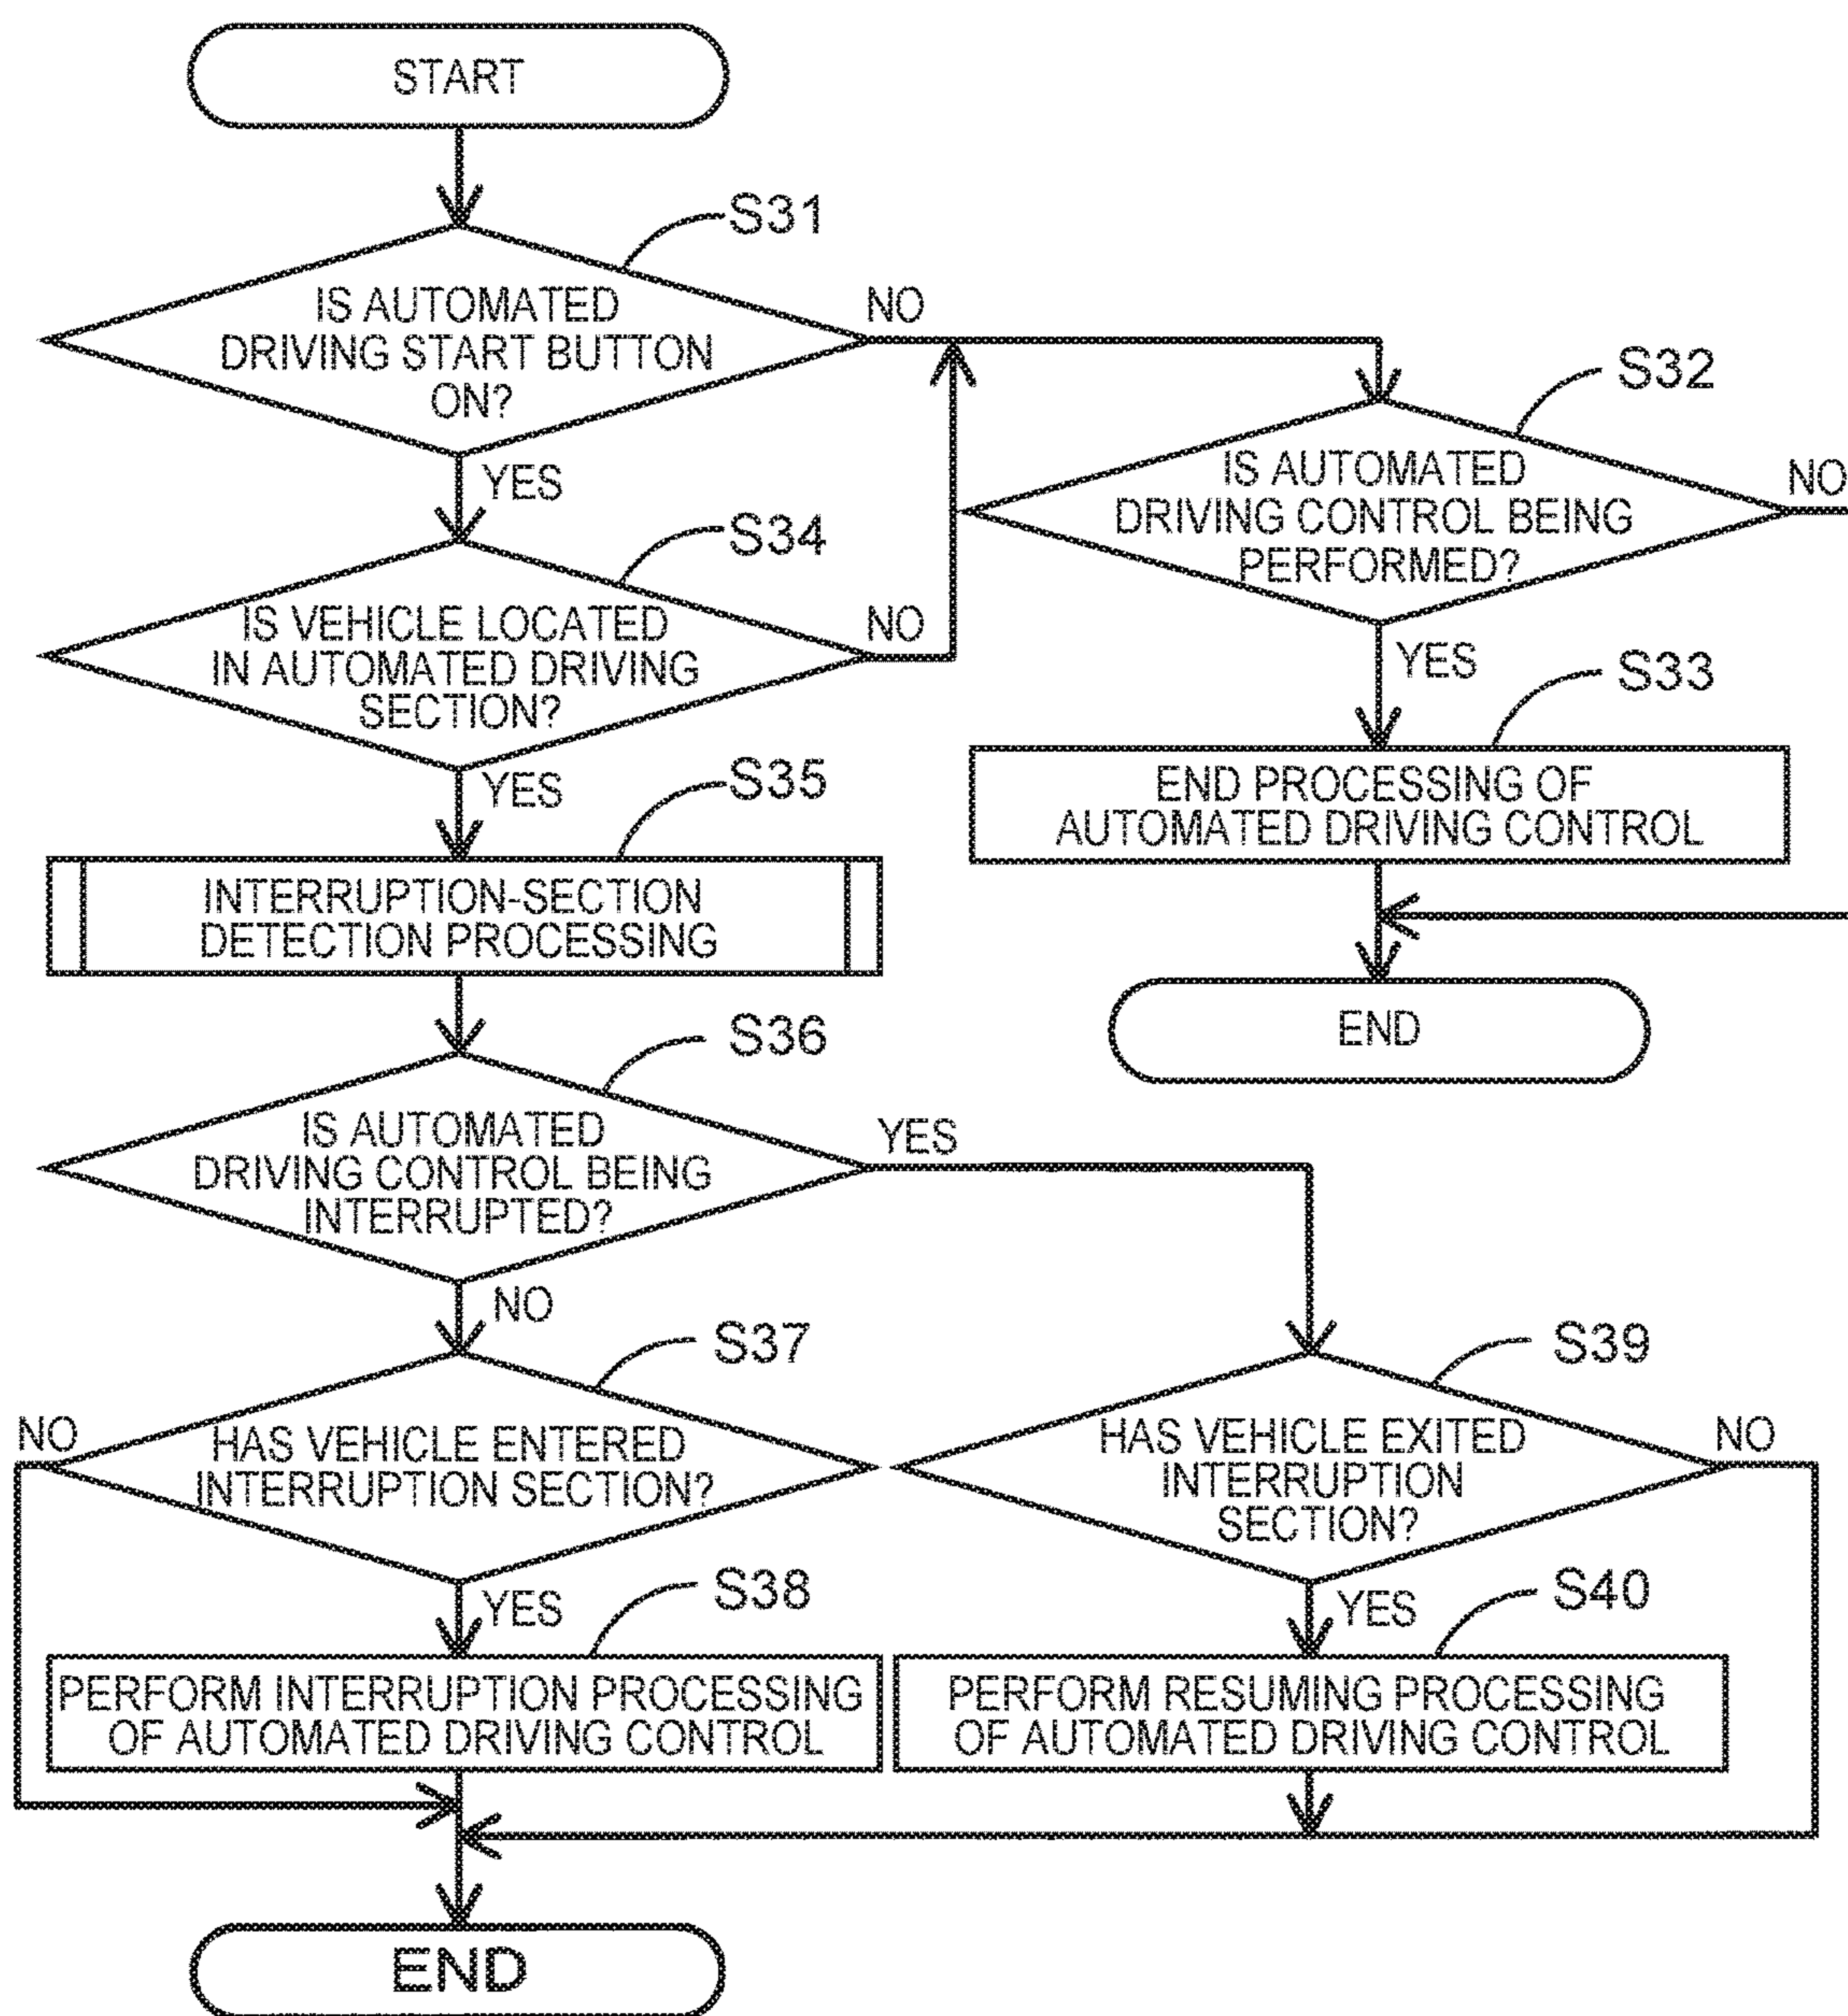 START
S31
IS AUTOMATED
DRIVING START BUTTON
ON?
NO
YES
S32
IS AUTOMATED
DRIVING CONTROL BEING
PERFORMED?
NO
YES
S33
END PROCESSING OF
AUTOMATED DRIVING CONTROL
END
S34
IS VEHICLE LOCATED
IN AUTOMATED DRIVING
SECTION?
NO
YES
S35
INTERRUPTION-SECTION
DETECTION PROCESSING
S36
IS AUTOMATED
DRIVING CONTROL BEING
INTERRUPTED?
YES
NO
S37
HAS VEHICLE ENTERED
INTERRUPTION SECTION?
NO
YES
S38
PERFORM INTERRUPTION PROCESSING
OF AUTOMATED DRIVING CONTROL
S39
HAS VEHICLE EXITED
INTERRUPTION
SECTION?
NO
YES
S40
PERFORM RESUMING PROCESSING
OF AUTOMATED DRIVING CONTROL
END